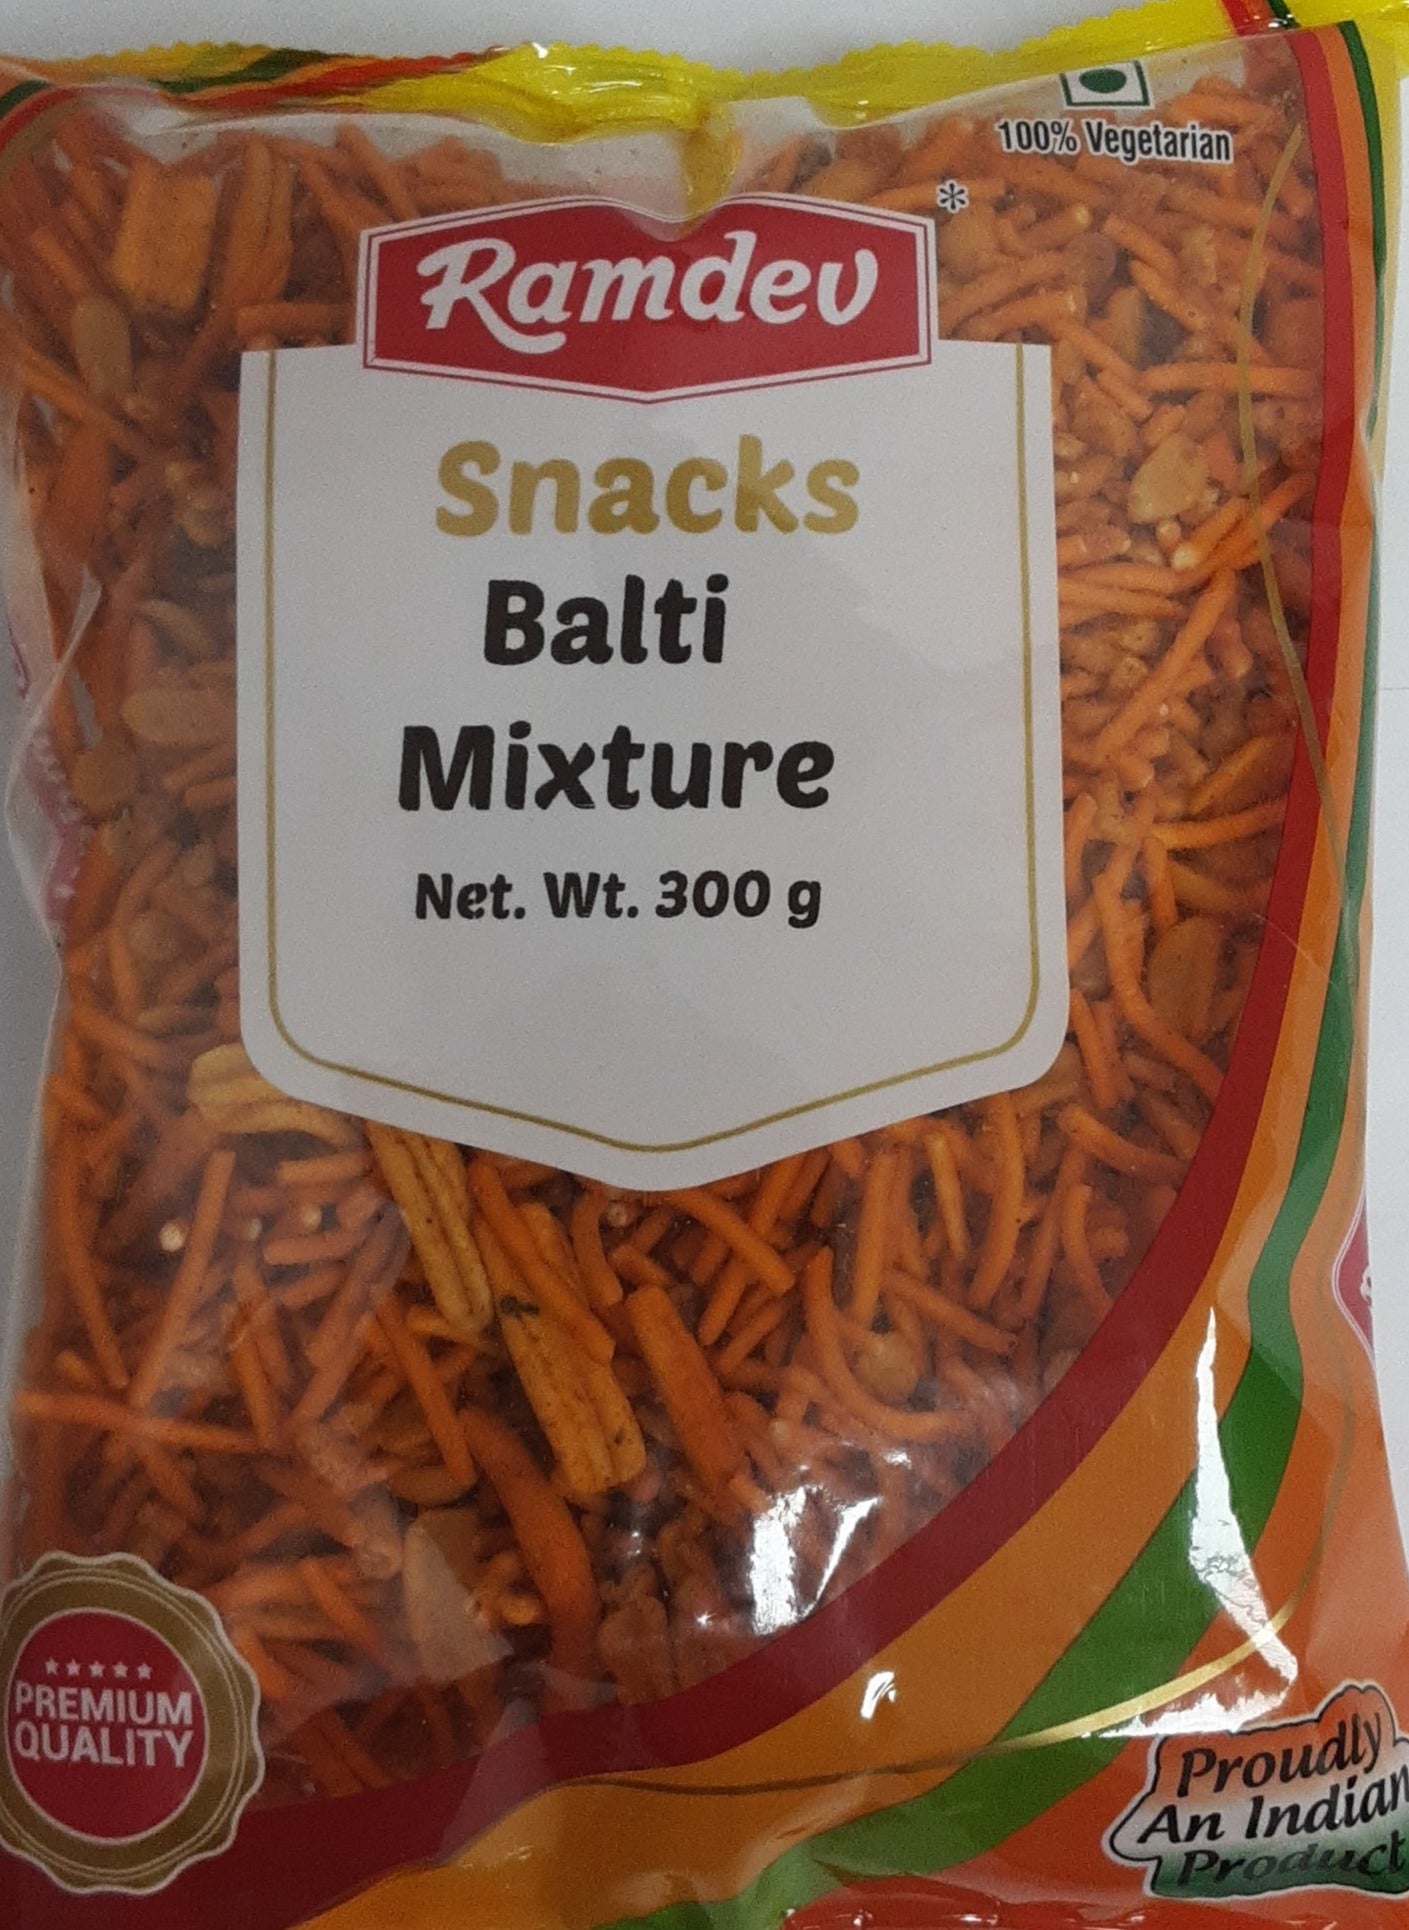 100% Vegetarian
Ramdev*
Snacks
Balti
Mixture
Net. Wt. 300 g
PREMIUM
QUALITY
Proudly
An Indian
Product